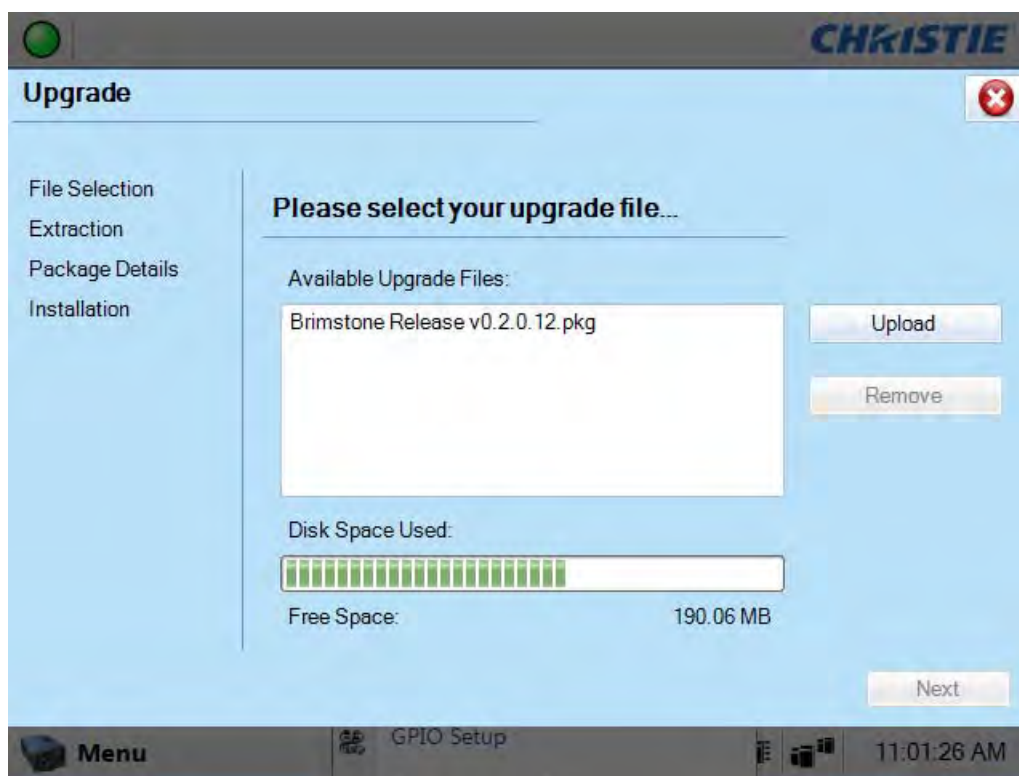 CHRISTIE
Upgrade
File Selection
Extraction
Package Details
Installation
Please select your upgrade file...
Available Upgrade Files:
Brimstone Release v0.2.0.12.pkg
Upload
Remove
Disk Space Used:
Free Space: 190.06 MB
Next
Menu
GPIO Setup
11:01:26 AM